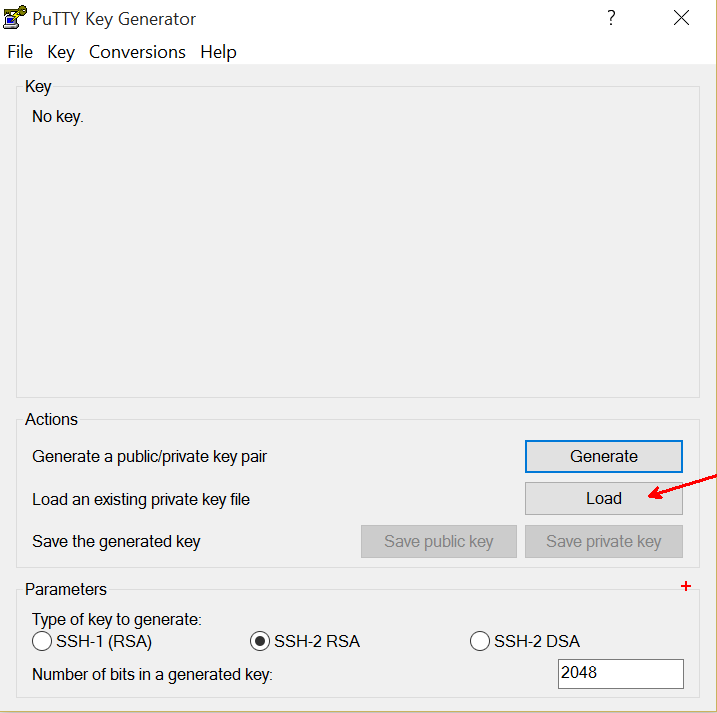 PuTTY Key Generator ?
File Key Conversions Help
Key
No key.
Actions
Generate a public/private key pair Generate
Load an existing private key file Load
Save the generated key Save public key Save private key
Parameters
Type of key to generate:
SSH-1 (RSA) SSH-2 RSA SSH-2 DSA
Number of bits in a generated key: 2048